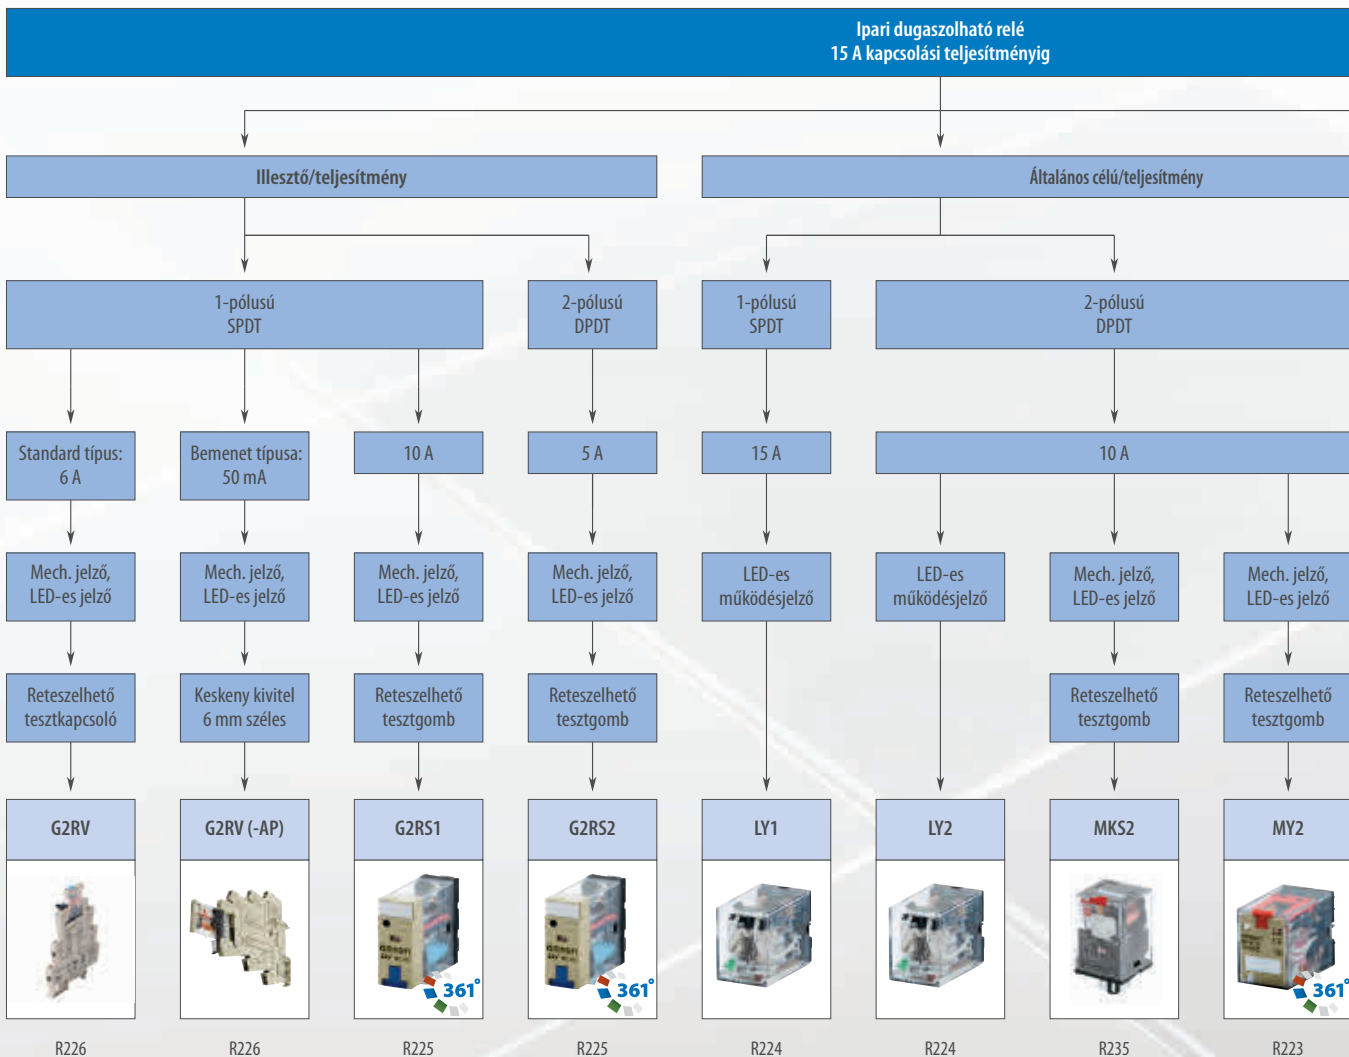 Ipari dugaszolható relé
15 A kapcsolási teljesítményig
Illesztő/teljesítmény
Általános célú/teljesítmény
1-pólusú
SPDT
2-pólusú
DPDT
1-pólusú
SPDT
2-pólusú
DPDT
Standard típus:
6 A
Bemenet típusa:
50 mA
10 A
5 A
15 A
10 A
Mech. jelző,
LED-es jelző
Mech. jelző,
LED-es jelző
Mech. jelző,
LED-es jelző
Mech. jelző,
LED-es jelző
LED-es
működésjelző
LED-es
működésjelző
Mech. jelző,
LED-es jelző
Mech. jelző,
LED-es jelző
Reteszelhető
tesztkapcsoló
Keskeny kivitel
6 mm széles
Reteszelhető
tesztgomb
Reteszelhető
tesztgomb
Reteszelhető
tesztgomb
Reteszelhető
tesztgomb
G2RV
G2RV (-AP)
G2RS1
G2RS2
LY1
LY2
MKS2
MY2
361°
361°
361°
R226
R226
R225
R225
R224
R224
R235
R223